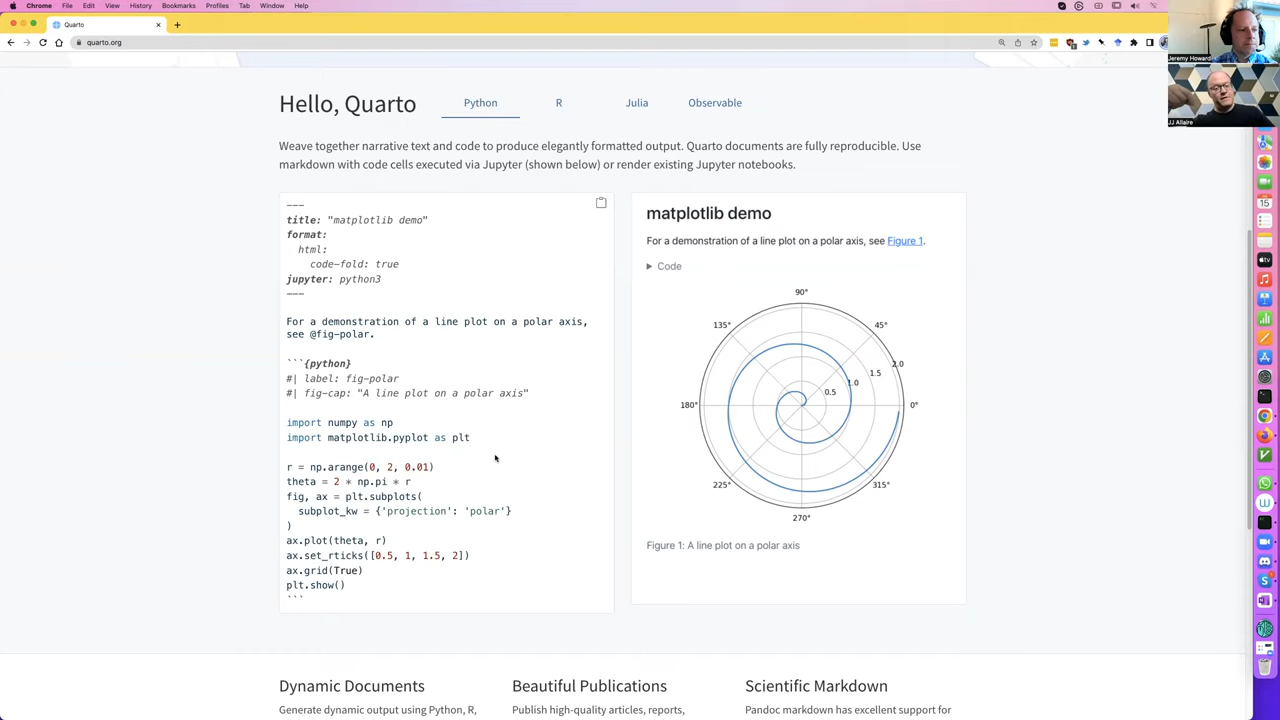 Chrome File Edit View History Bookmarks Profiles Tab Window Help
Quarto
quarto.org
Jeremy Howard
JJ Allaire
15
Hello, Quarto
Python
R
Julia
Observable
Weave together narrative text and code to produce elegantly formatted output. Quarto documents are fully reproducible. Use
markdown with code cells executed via Jupyter (shown below) or render existing Jupyter notebooks.
---
title: "matplotlib demo"
format:
  html:
    code-fold: true
jupyter: python3
---
For a demonstration of a line plot on a polar axis,
see @fig-polar.
```{python}
#| label: fig-polar
#| fig-cap: "A line plot on a polar axis"
import numpy as np
import matplotlib.pyplot as plt
r = np.arange(0, 2, 0.01)
theta = 2 * np.pi * r
fig, ax = plt.subplots(
  subplot_kw = {'projection': 'polar'}
)
ax.plot(theta, r)
ax.set_rticks([0.5, 1, 1.5, 2])
ax.grid(True)
plt.show()
```
matplotlib demo
For a demonstration of a line plot on a polar axis, see Figure 1.
Code
90°
135°
45°
2.0
1.5
1.0
0.5
180°
0°
225°
315°
270°
Figure 1: A line plot on a polar axis
Dynamic Documents
Generate dynamic output using Python, R,
Beautiful Publications
Publish high-quality articles, reports,
Scientific Markdown
Pandoc markdown has excellent support for